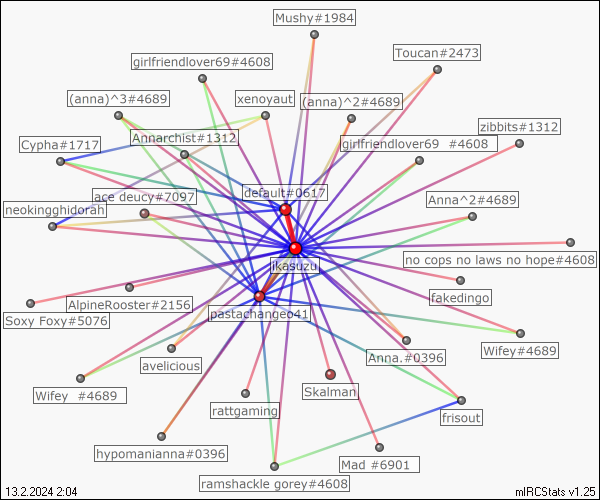 Mushy#1984
Toucan#2473
girlfriendlover69#4608
(anna)^3#4689
xenoyaut
(anna)^2#4689
zibbits#1312
Cypha#1717
Annarchist#1312
girlfriendlover69 #4608
ace deucy#7097
default#0617
Anna^2#4689
neokingghidorah
no cops no laws no hope#4608
jkasuzu
fakedingo
AlpineRooster#2156
Soxy Foxy#5076
pastachangeo41
Anna.#0396
Wifey#4689
avelicious
Skalman
Wifey #4689
rattgaming
frisout
hypomanianna#0396
Mad #6901
ramshackle gorey#4608
13.2.2024 2:04
mIRCStats v1.25